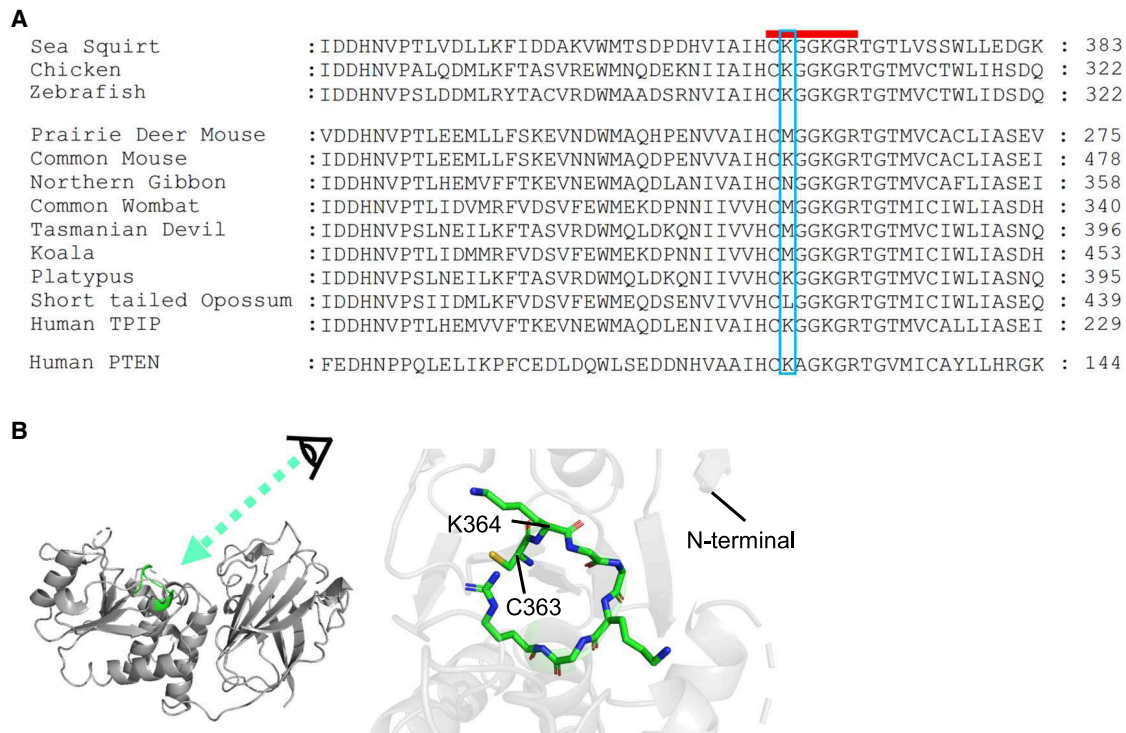 A
Sea Squirt :IDDHNVPTLVDLLKFIDDAKVWMTSDPDHVIAIHCKGGKGRTGTLVSSWLLEDGK : 383
Chicken :IDDHNVPALQDMLKFTASVREWMNQDEKNIIAIHCKGGKGRTGTMVCTWLIHSDQ : 322
Zebrafish :IDDHNVPSLDDMLRYTACVRDWMAADSRNVIAIHCKGGKGRTGTMVCTWLIDSDQ : 322
Prairie Deer Mouse :VDDHNVPTLEEMLLFSKEVNDWMAQHPENVVAIHCMGGKGRTGTMVCACLIASEV : 275
Common Mouse :IDDHNVPTLEEMLLFSKEVNNWMAQDPENVVAIHCKGGKGRTGTMVCACLIASEI : 478
Northern Gibbon :IDDHNVPTLHEMVFFTKEVNEWMAQDLANIVAIHCNGGKGRTGTMVCAFLIASEI : 358
Common Wombat :IDDHNVPTLIDVMRFVDSVFEWMEKDPNNIIVVHCMGGKGRTGTMICIWLIASDH : 340
Tasmanian Devil :IDDHNVPSLNEILKFTASVRDWMQLDKQNIIVVHCMGGKGRTGTMICIWLIASNQ : 396
Koala :IDDHNVPTLIDMMRFVDSVFEWMEKDPNNIIVVHCMGGKGRTGTMICIWLIASDH : 453
Platypus :IDDHNVPSLNEILKFTASVRDWMQLDKQNIIVVHCKGGKGRTGTMICIWLIASNQ : 395
Short tailed Opossum :IDDHNVPSIIDMLKFVDSVFEWMEQDSENVIVVHCLGGKGRTGTMICIWLIASEQ : 439
Human TPIP :IDDHNVPTLHEMVVFTKEVNEWMAQDLENIVAIHCKGGKGRTGTMVCALLIASEI : 229
Human PTEN :FEDHNPPQLELIKPFCEDLDQWLSEDDNHVAAIHCKAGKGRTGVMICAYLLHRGK : 144
B
K364
N-terminal
C363